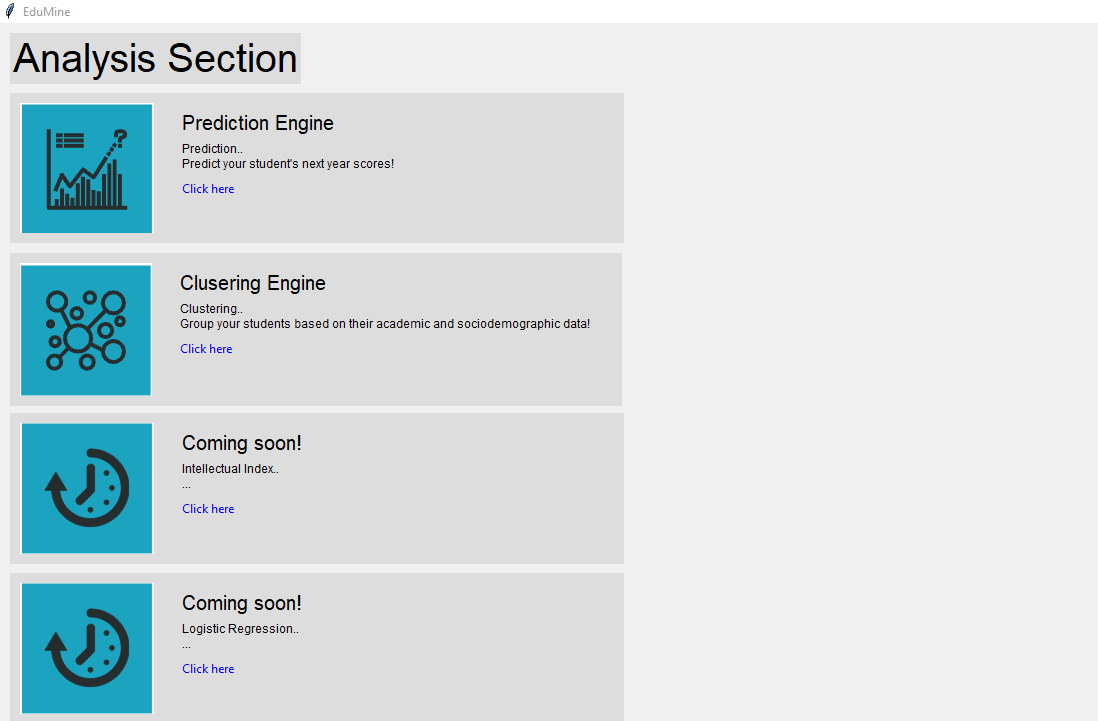 EduMine
Analysis Section
Prediction Engine
Prediction..
Predict your student's next year scores!
Click here
Clusering Engine
Clustering..
Group your students based on their academic and sociodemographic data!
Click here
Coming soon!
Intellectual Index..
...
Click here
Coming soon!
Logistic Regression..
...
Click here